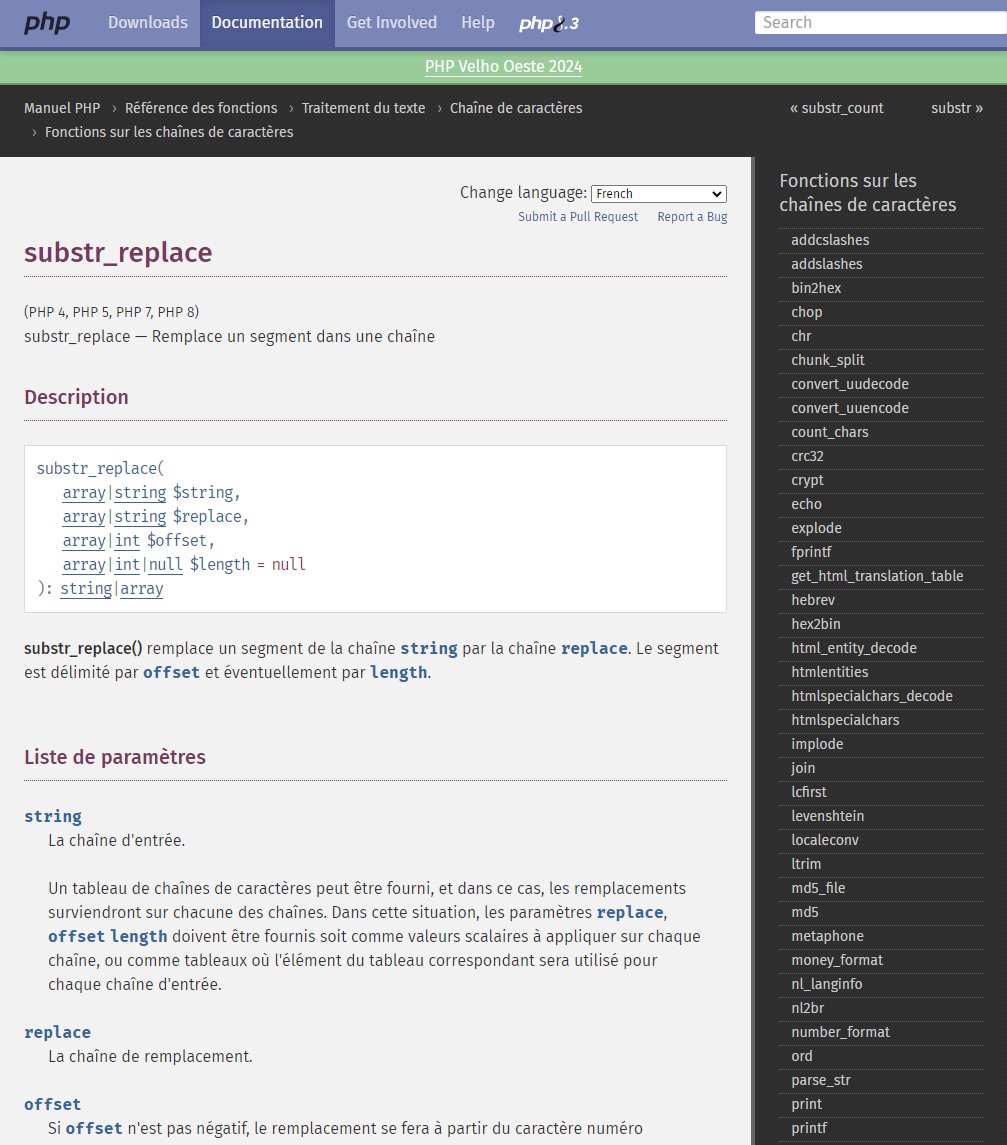 php Downloads Documentation Get Involved Help php8.3 Search
PHP Velho Oeste 2024
Manuel PHP › Référence des fonctions › Traitement du texte › Chaîne de caractères
› Fonctions sur les chaînes de caractères
« substr_count substr »
Change language: French
Submit a Pull Request Report a Bug
substr_replace
(PHP 4, PHP 5, PHP 7, PHP 8)
substr_replace — Remplace un segment dans une chaîne
Description
substr_replace(
array|string $string,
array|string $replace,
array|int $offset,
array|int|null $length = null
): string|array
substr_replace() remplace un segment de la chaîne string par la chaîne replace. Le segment
est délimité par offset et éventuellement par length.
Liste de paramètres
string
La chaîne d'entrée.
Un tableau de chaînes de caractères peut être fourni, et dans ce cas, les remplacements
surviendront sur chacune des chaînes. Dans cette situation, les paramètres replace,
offset length doivent être fournis soit comme valeurs scalaires à appliquer sur chaque
chaîne, ou comme tableaux où l'élément du tableau correspondant sera utilisé pour
chaque chaîne d'entrée.
replace
La chaîne de remplacement.
offset
Si offset n'est pas négatif, le remplacement se fera à partir du caractère numéro
Fonctions sur les
chaînes de caractères
addcslashes
addslashes
bin2hex
chop
chr
chunk_split
convert_uudecode
convert_uuencode
count_chars
crc32
crypt
echo
explode
fprintf
get_html_translation_table
hebrev
hex2bin
html_entity_decode
htmlentities
htmlspecialchars_decode
htmlspecialchars
implode
join
lcfirst
levenshtein
localeconv
ltrim
md5_file
md5
metaphone
money_format
nl_langinfo
nl2br
number_format
ord
parse_str
print
printf